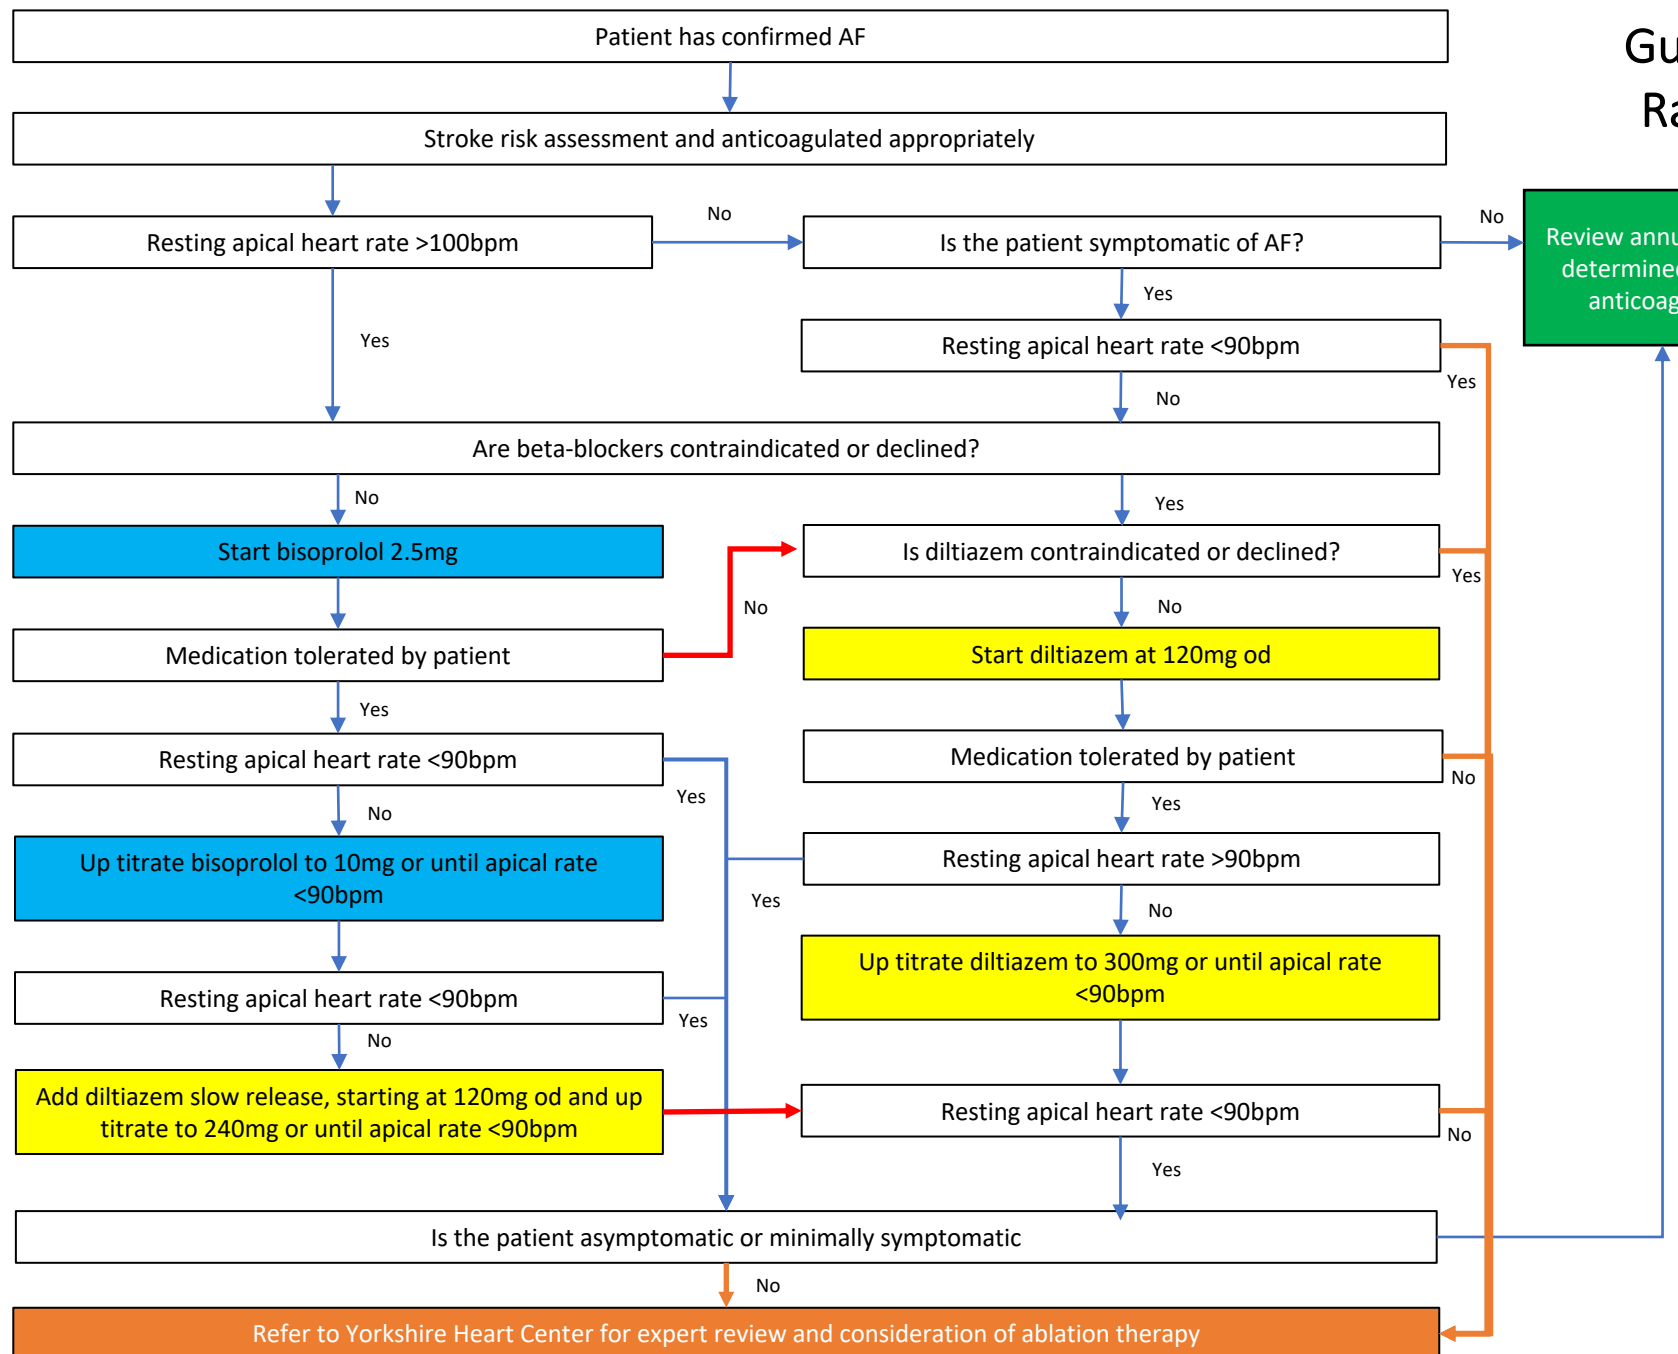 Patient has confirmed AF
Stroke risk assessment and anticoagulated appropriately
Resting apical heart rate >100bpm
No
Is the patient symptomatic of AF?
No
Review
determined
Yes
Yes
Resting apical heart rate <90bpm
Yes
No
Are beta-blockers contraindicated or declined?
No
Yes
Start bisoprolol 2.5mg
Is diltiazem contraindicated or declined?
Yes
No
No
Medication tolerated by patient
Start diltiazem at 120mg od
Yes
Resting apical heart rate <90bpm
Medication tolerated by patient
Yes
No
No
Yes
Up titrate bisoprolol to 10mg or until apical rate
<90bpm
Resting apical heart rate >90bpm
Yes
No
Resting apical heart rate <90bpm
Up titrate diltiazem to 300mg or until apical rate
<90bpm
Yes
No
Add diltiazem slow release, starting at 120mg od and up
titrate to 240mg or until apical rate <90bpm
Resting apical heart rate <90bpm
No
Yes
Is the patient asymptomatic or minimally symptomatic
No
Refer to Yorkshire Heart Center for expert review and consideration of ablation therapy